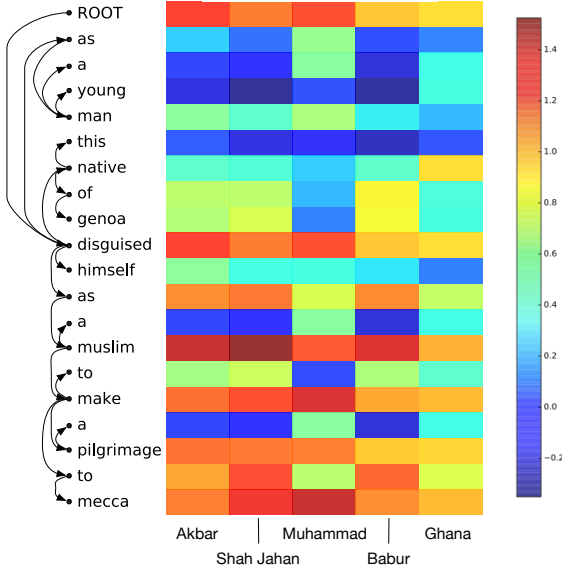 ROOT
as
a
young
man
this
native
of
genoa
disguised
himself
as
a
muslim
to
make
a
pilgrimage
to
mecca
1.4
1.2
1.0
0.8
0.6
0.4
0.2
0.0
−0.2
Akbar Muhammad Ghana
Shah Jahan Babur